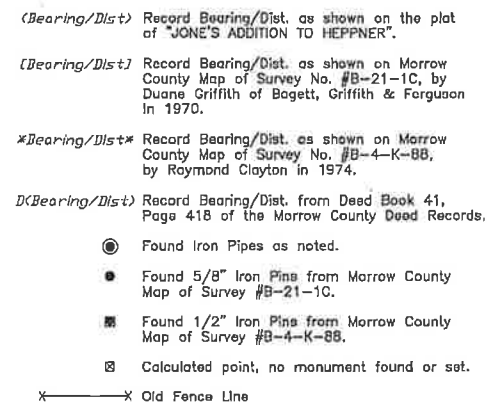 (Bearing/Dist) Record Bearing/Dist. as shown on the plat
of "JONE'S ADDITION TO HEPPNER".
[Bearing/Dist] Record Bearing/Dist. as shown on Morrow
County Map of Survey No. #B-21-1C, by
Duane Griffith of Bagett, Griffith & Ferguson
in 1970.
*Bearing/Dist* Record Bearing/Dist. as shown on Morrow
County Map of Survey No. #B-4-K-88,
by Raymond Clayton in 1974.
D(Bearing/Dist) Record Bearing/Dist. from Deed Book 41,
Page 418 of the Morrow County Deed Records.
Found Iron Pipes as noted.
Found 5/8" Iron Pins from Morrow County
Map of Survey #B-21-1C.
Found 1/2" Iron Pins from Morrow County
Map of Survey #B-4-K-88.
Calculated point, no monument found or set.
X X Old Fence Line